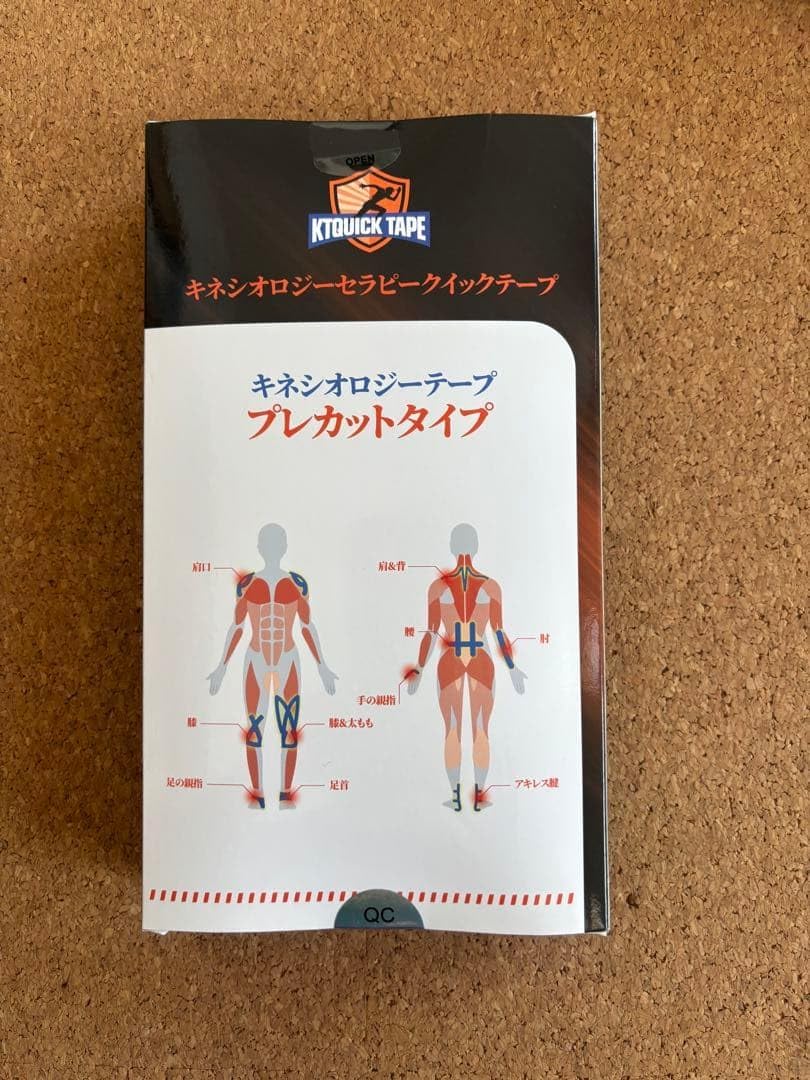 OPEN
KTQUICK TAPE
キネシオロジーセラピークイックテープ
キネシオロジーテープ
プレカットタイプ
肩口
肩&背
腰
肘
手の親指
膝
膝&太もも
足の親指
足首
アキレス腱
QC